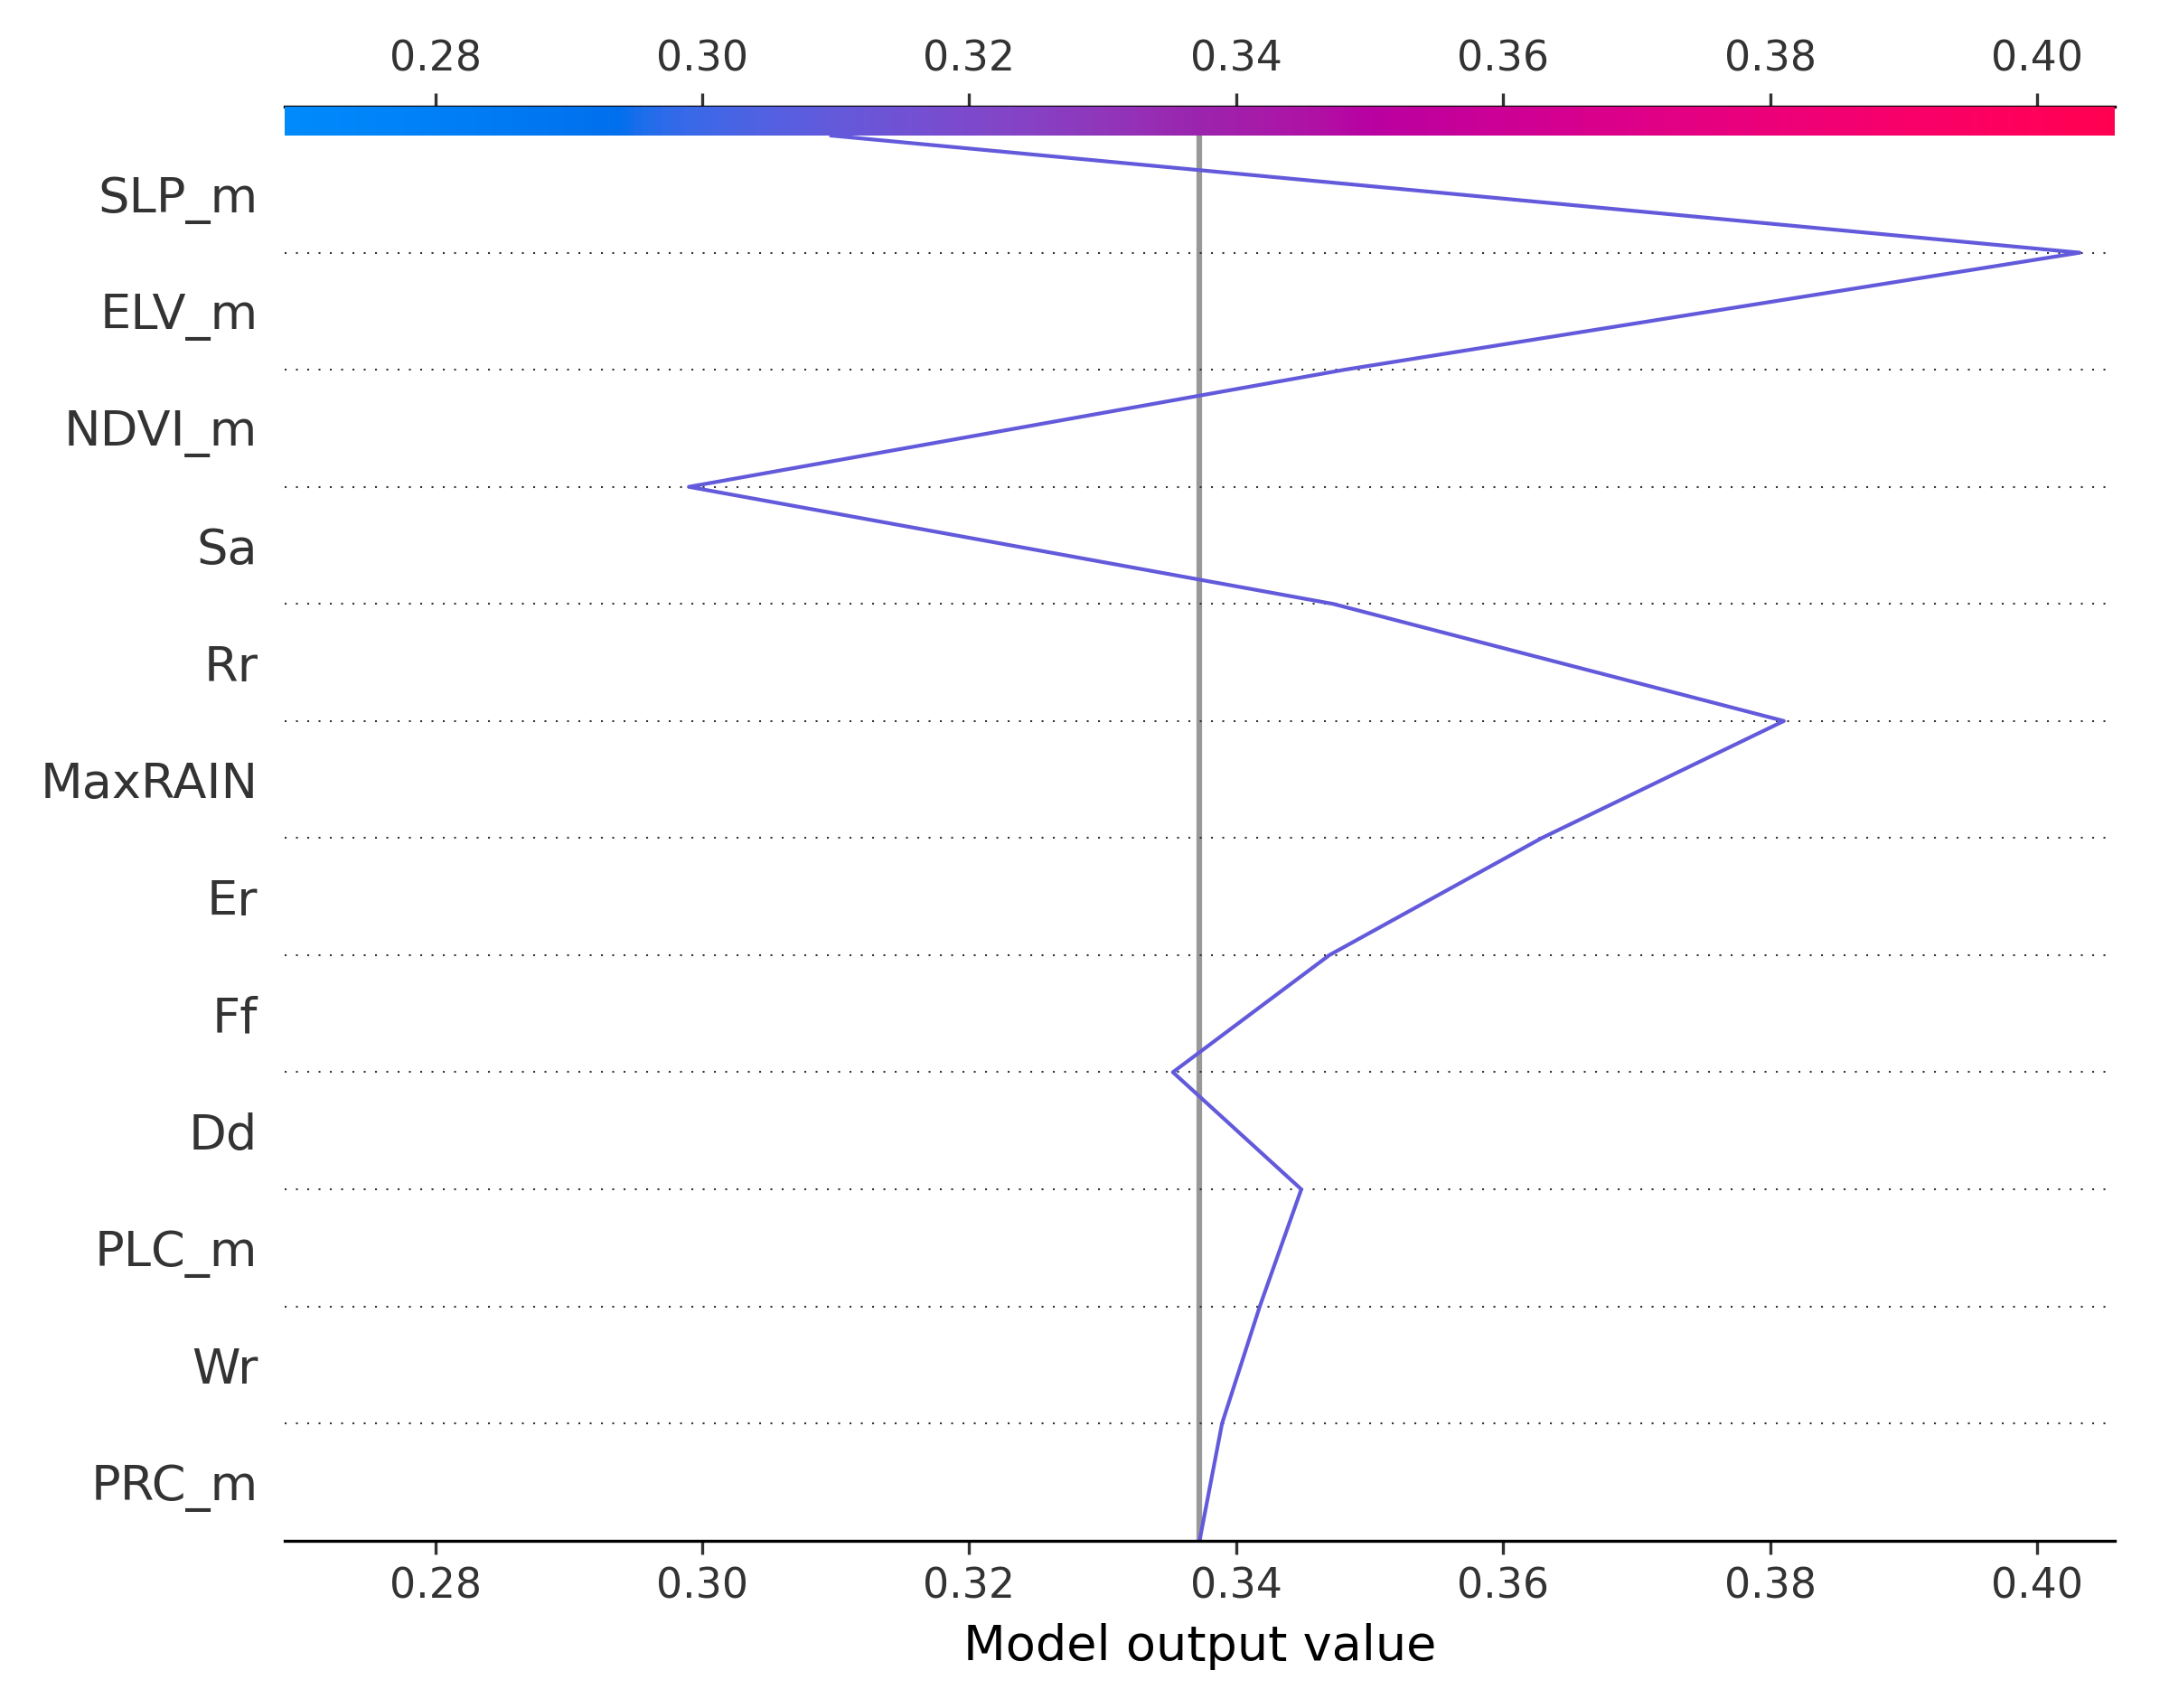 0.28 0.30 0.32 0.34 0.36 0.38 0.40
SLP_m
ELV_m
NDVI_m
Sa
Rr
MaxRAIN
Er
Ff
Dd
PLC_m
Wr
PRC_m
0.28 0.30 0.32 0.34 0.36 0.38 0.40
Model output value